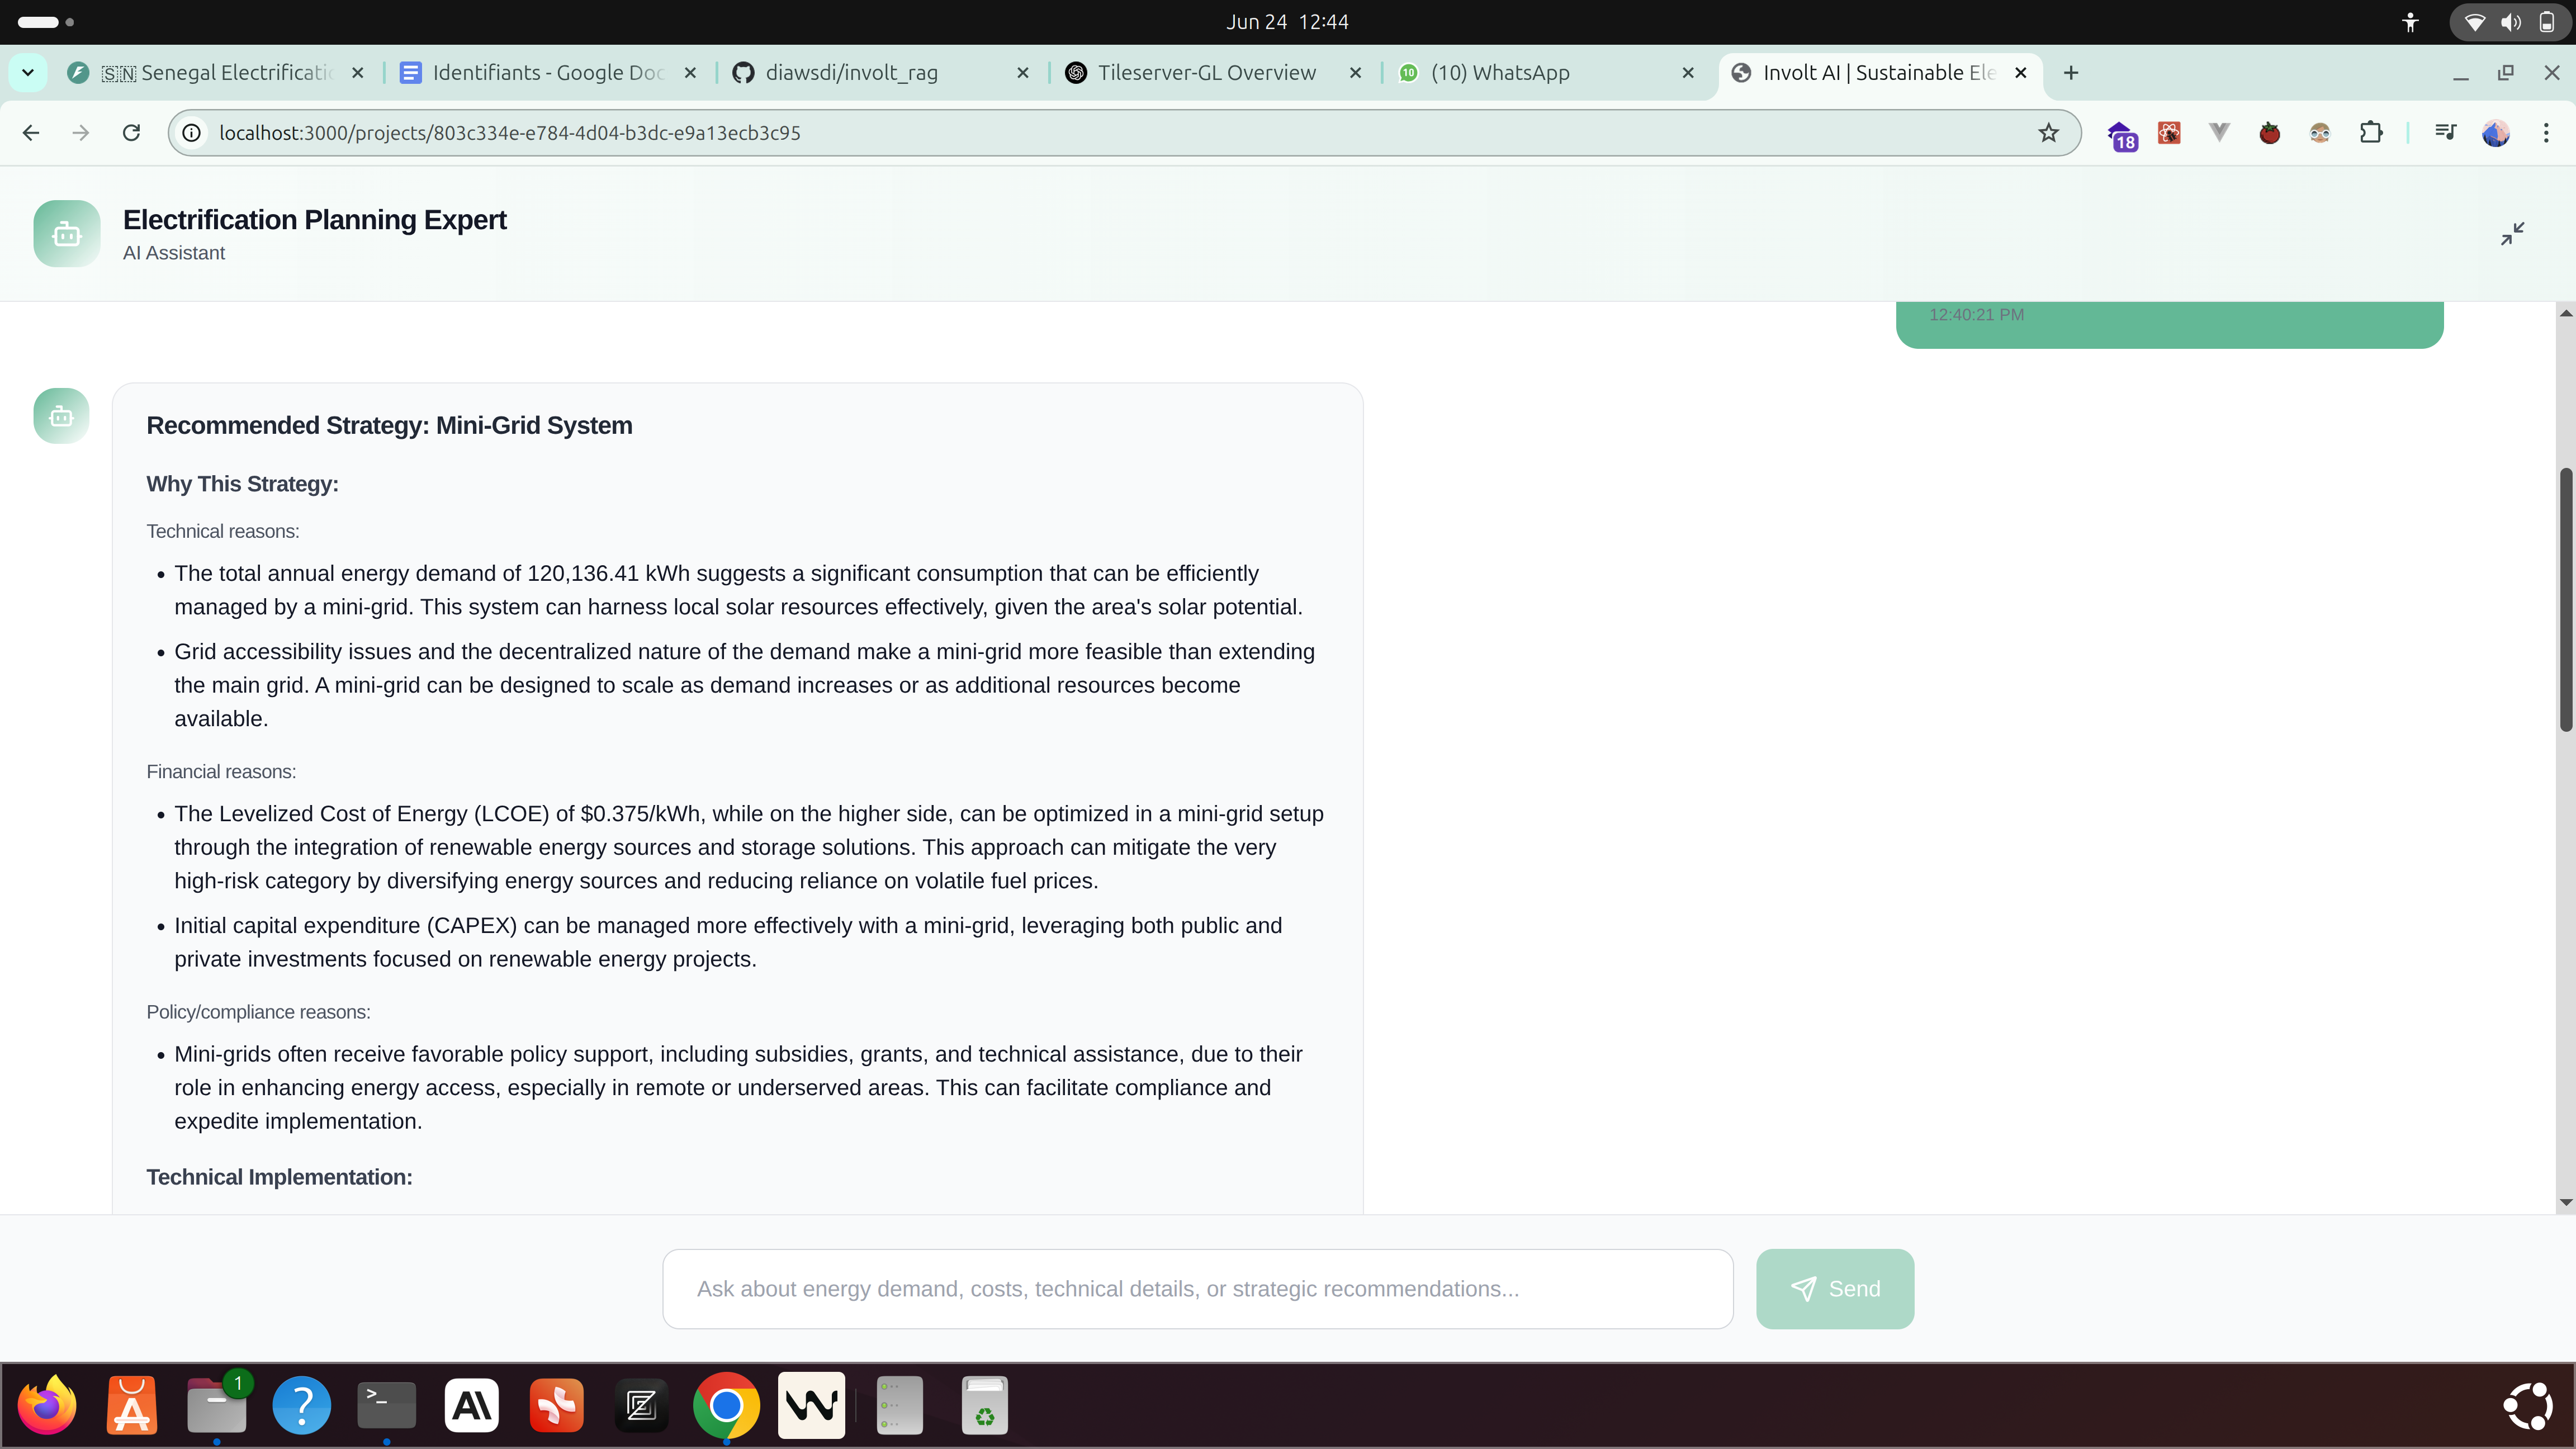 Jun 24 12:44
🇸🇳 Senegal Electrificatio
Identifiants - Google Doc
diawsdi/involt_rag
Tileserver-GL Overview
10
(10) WhatsApp
Involt AI | Sustainable Ele
localhost:3000/projects/803c334e-e784-4d04-b3dc-e9a13ecb3c95
18
Electrification Planning Expert
AI Assistant
12:40:21 PM
Recommended Strategy: Mini-Grid System
Why This Strategy:
Technical reasons:
• The total annual energy demand of 120,136.41 kWh suggests a significant consumption that can be efficiently
managed by a mini-grid. This system can harness local solar resources effectively, given the area's solar potential.
• Grid accessibility issues and the decentralized nature of the demand make a mini-grid more feasible than extending
the main grid. A mini-grid can be designed to scale as demand increases or as additional resources become
available.
Financial reasons:
• The Levelized Cost of Energy (LCOE) of $0.375/kWh, while on the higher side, can be optimized in a mini-grid setup
through the integration of renewable energy sources and storage solutions. This approach can mitigate the very
high-risk category by diversifying energy sources and reducing reliance on volatile fuel prices.
• Initial capital expenditure (CAPEX) can be managed more effectively with a mini-grid, leveraging both public and
private investments focused on renewable energy projects.
Policy/compliance reasons:
• Mini-grids often receive favorable policy support, including subsidies, grants, and technical assistance, due to their
role in enhancing energy access, especially in remote or underserved areas. This can facilitate compliance and
expedite implementation.
Technical Implementation:
Ask about energy demand, costs, technical details, or strategic recommendations...
Send
1